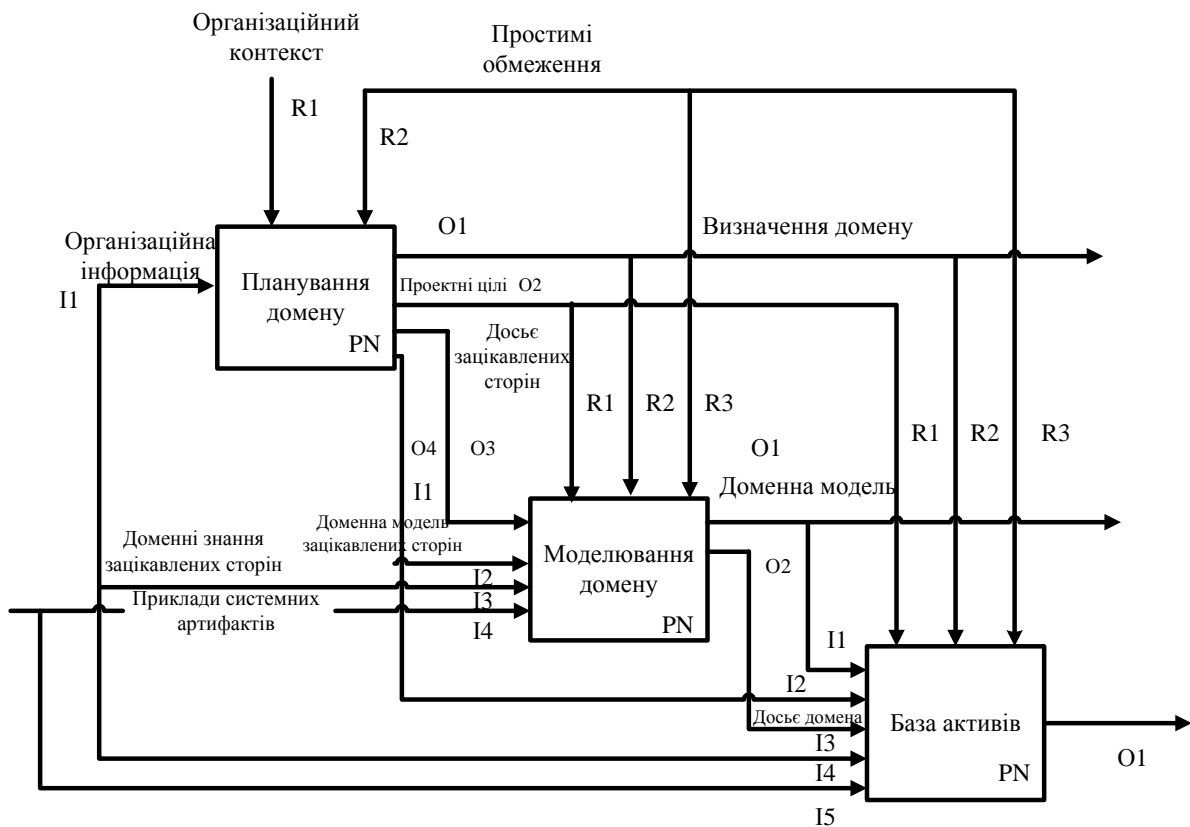 Організаційний
контекст
Простимі
обмеження
R1
R2
O1
Визначення домену
Організаційна
інформація
I1
Планування
домену
PN
Проектні цілі O2
Досьє
зацікавлених
сторін
R1
R2
R3
R1
R2
R3
O4
O3
O1
I1
Доменна модель
Доменна модель
зацікавлених сторін
Доменні знання
зацікавлених сторін
Моделювання
домену
PN
O2
I2
Приклади системних
артифактів
I3
I4
I1
I2
Досьє домена
I3
I4
I5
База активів
PN
O1